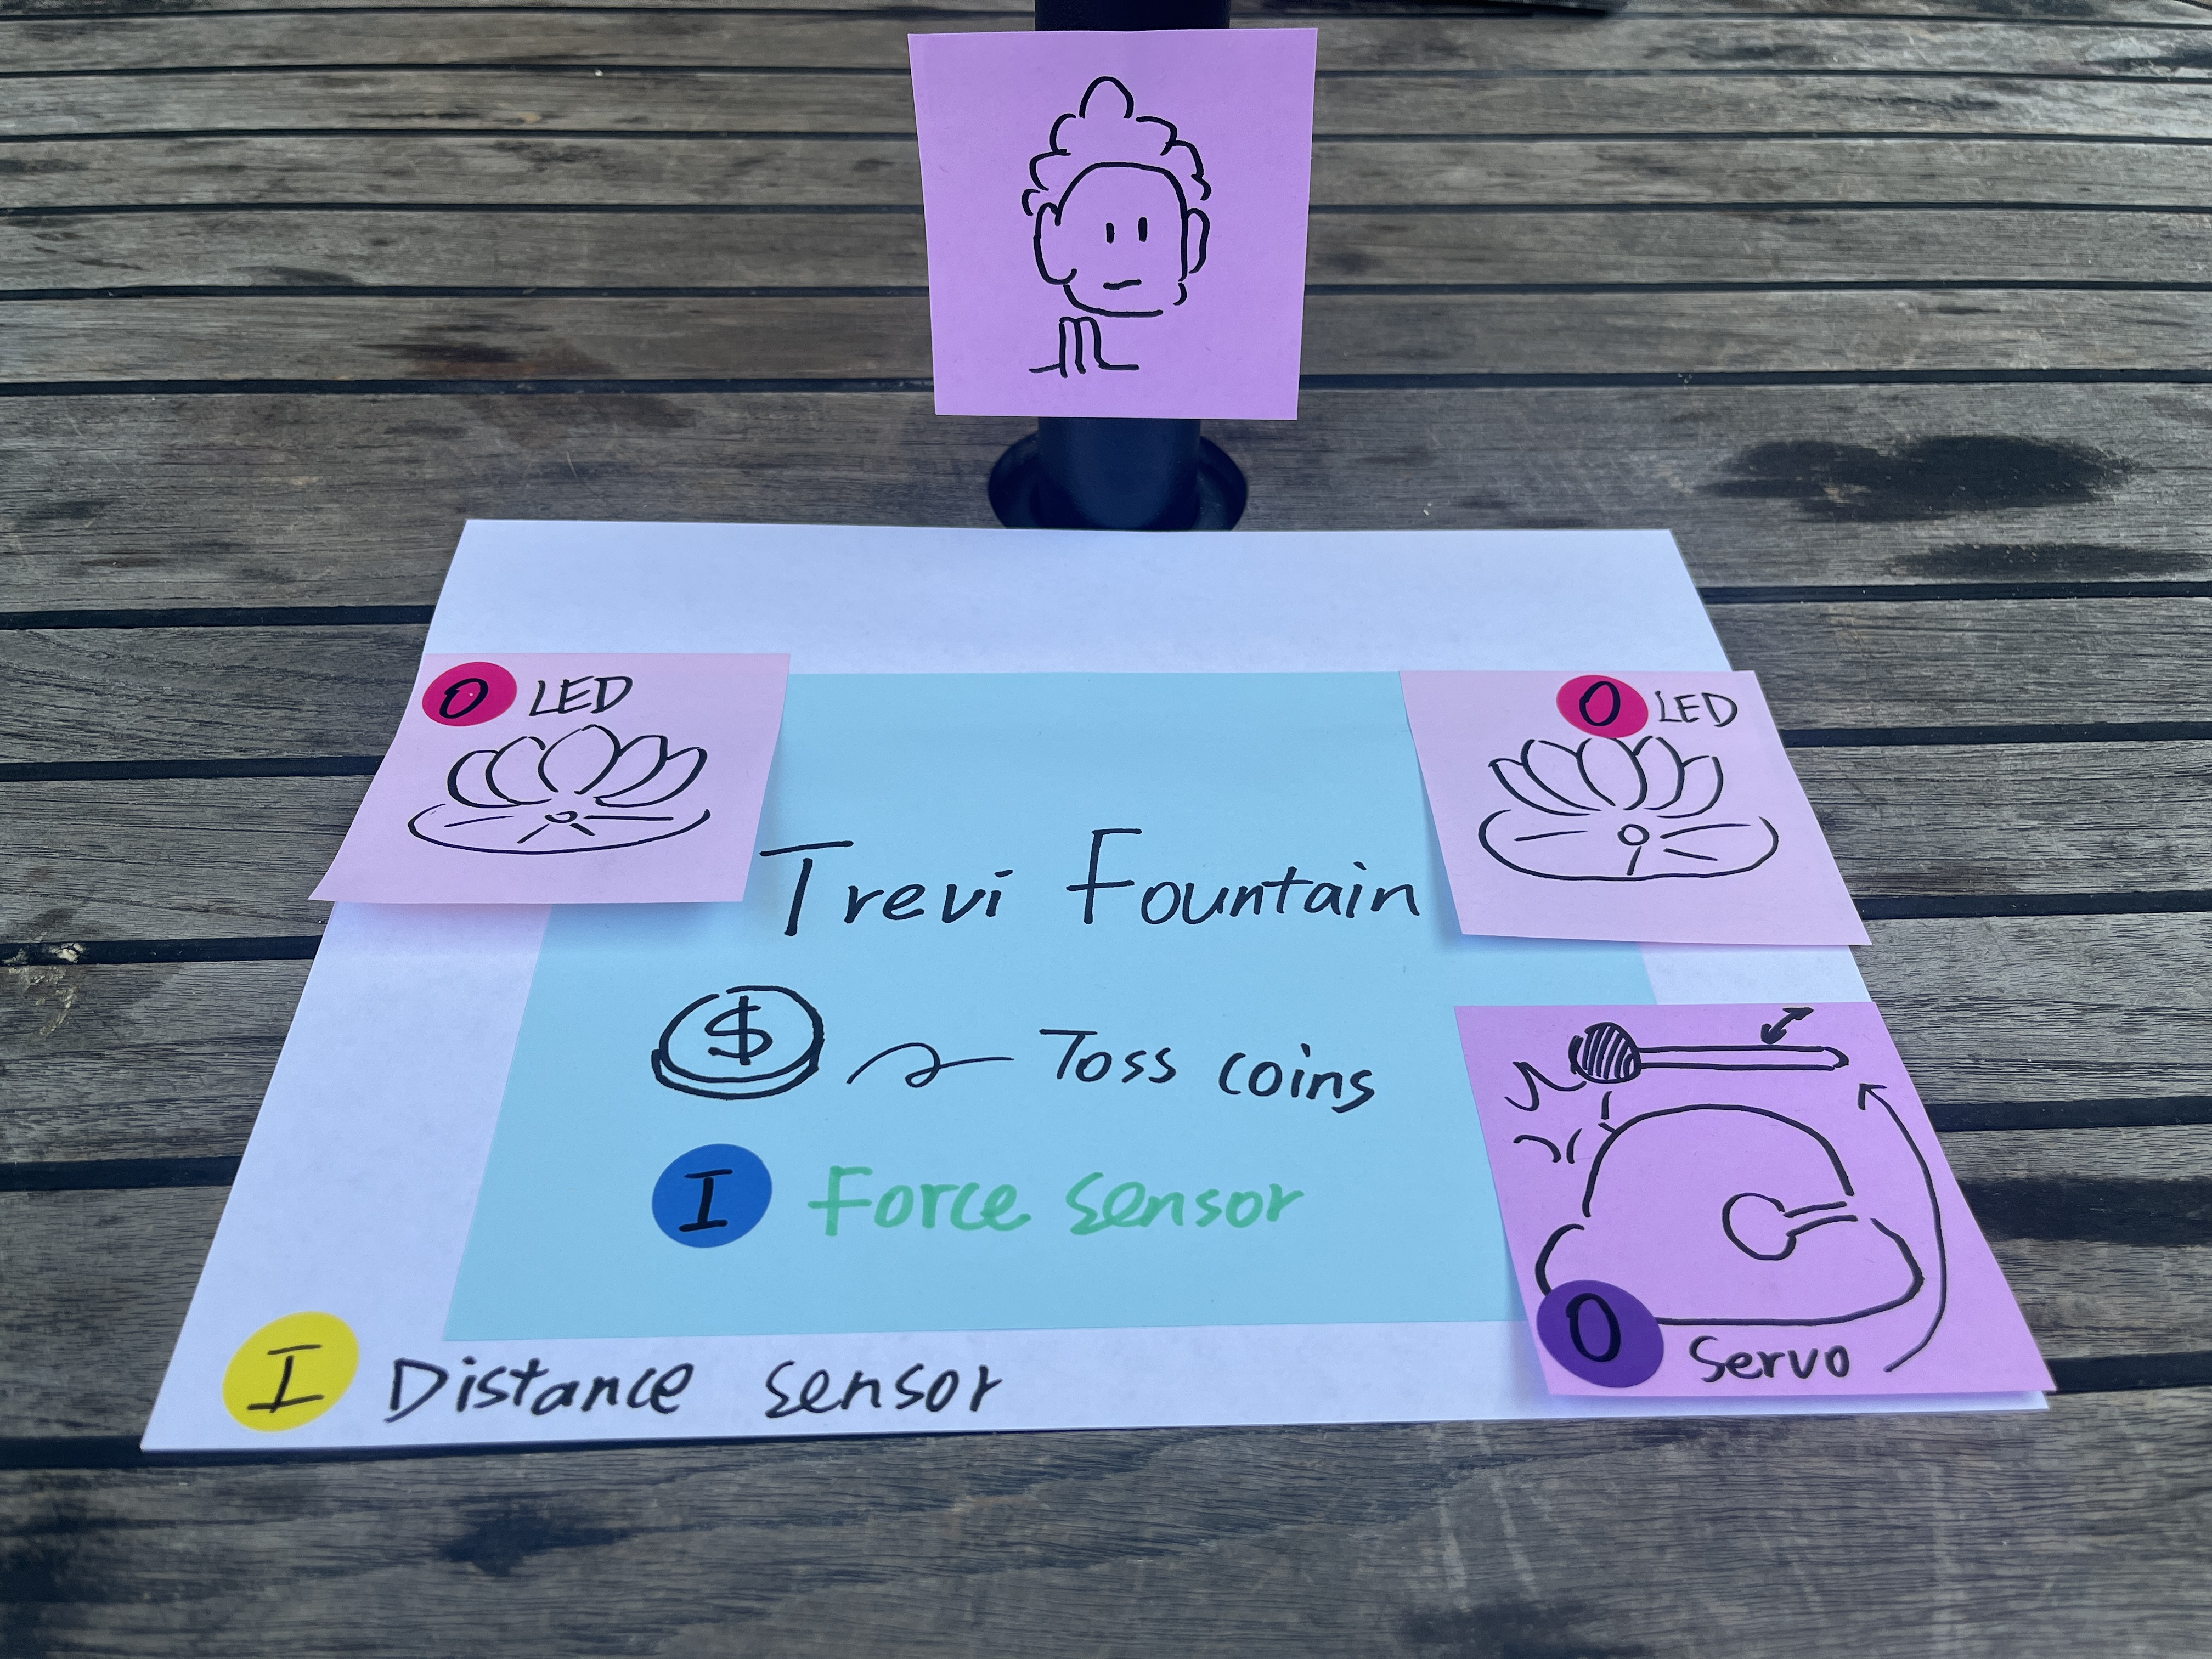 O LED
O LED
Trevi Fountain
$
Toss coins
I Force sensor
O Servo
I Distance sensor